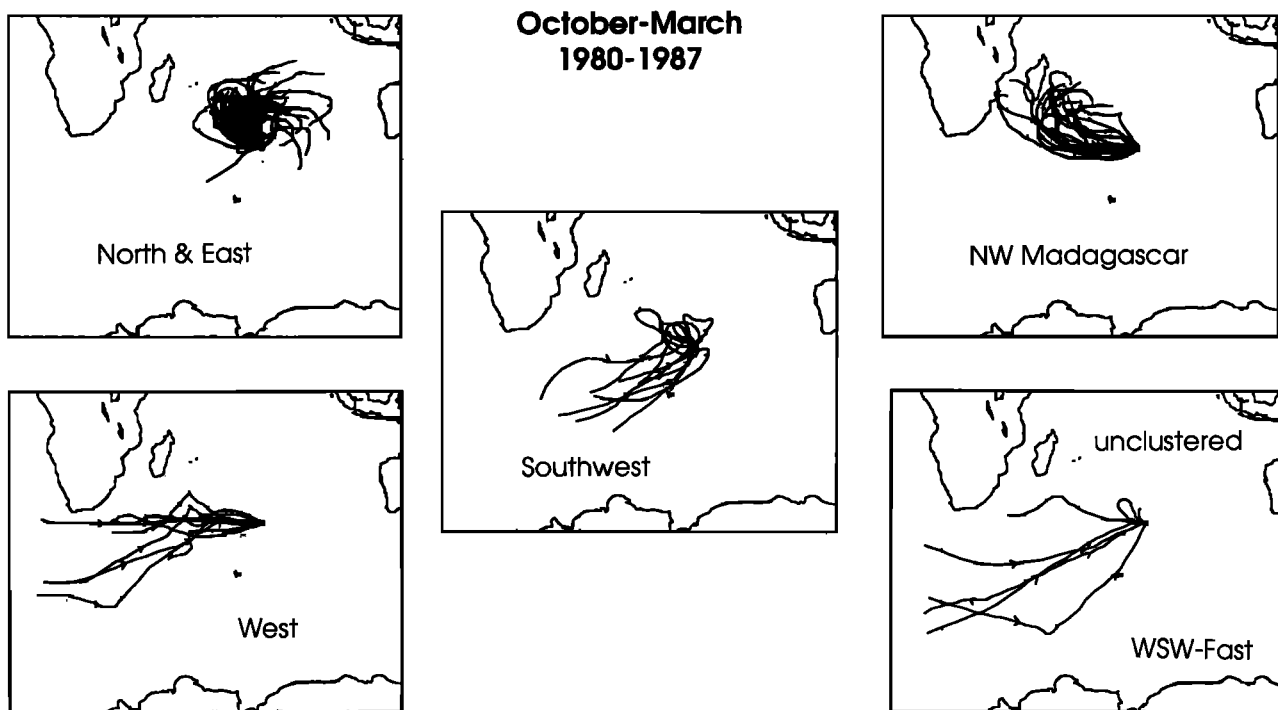 October-March
1980-1987
North & East
NW Madagascar
Southwest
West
unclustered
WSW-Fast